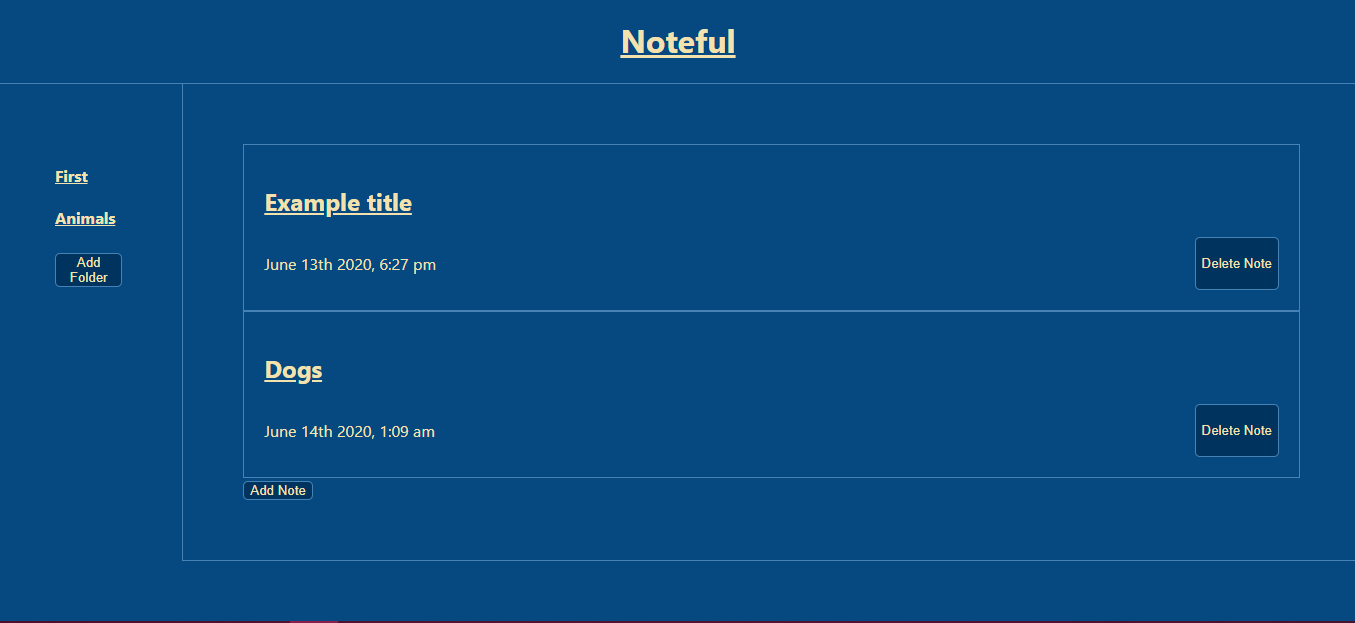 Noteful
First
Animals
Add
Folder
Example title
June 13th 2020, 6:27 pm
Delete Note
Dogs
June 14th 2020, 1:09 am
Delete Note
Add Note